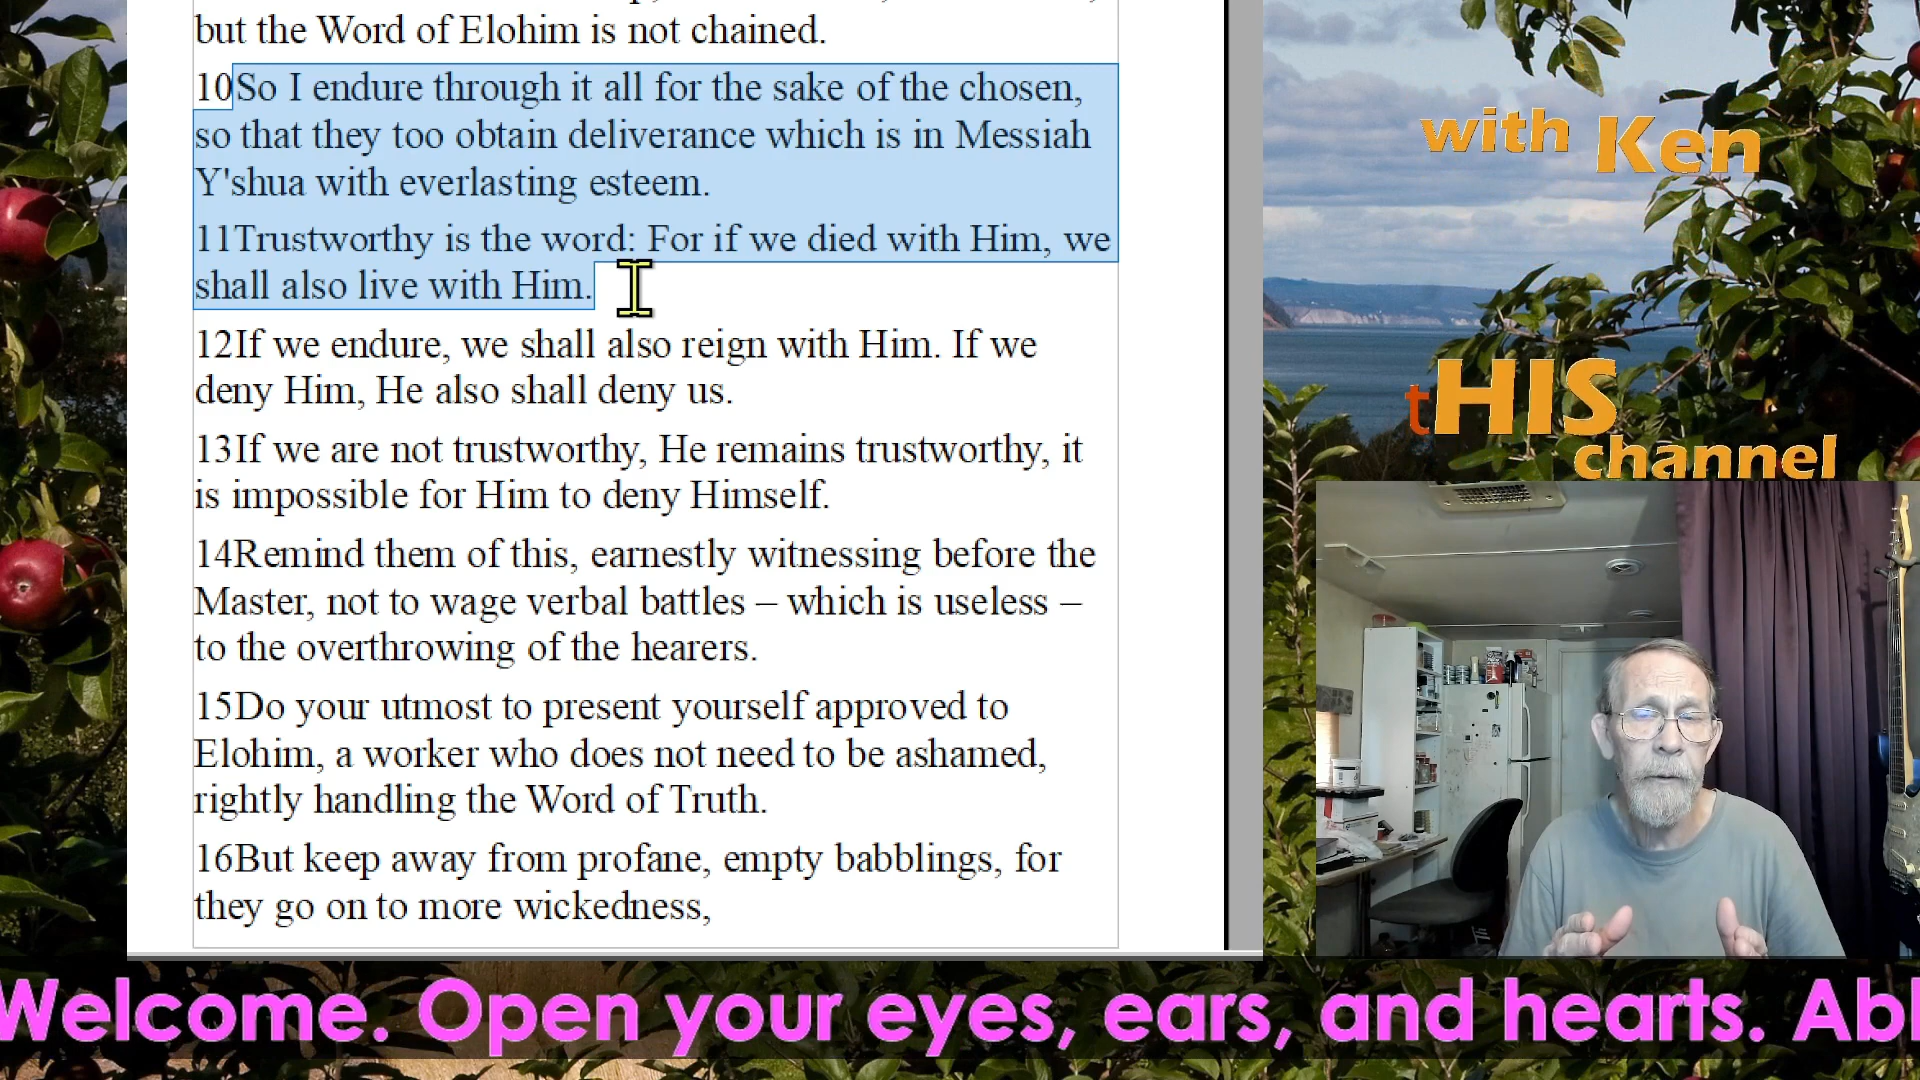 but the Word of Elohim is not chained.
10So I endure through it all for the sake of the chosen,
so that they too obtain deliverance which is in Messiah
Y'shua with everlasting esteem.
11Trustworthy is the word: For if we died with Him, we
shall also live with Him.
12If we endure, we shall also reign with Him. If we
deny Him, He also shall deny us.
13If we are not trustworthy, He remains trustworthy, it
is impossible for Him to deny Himself.
14Remind them of this, earnestly witnessing before the
Master, not to wage verbal battles – which is useless –
to the overthrowing of the hearers.
15Do your utmost to present yourself approved to
Elohim, a worker who does not need to be ashamed,
rightly handling the Word of Truth.
16But keep away from profane, empty babblings, for
they go on to more wickedness,
with Ken
tHIS
channel
Welcome. Open your eyes, ears, and hearts.